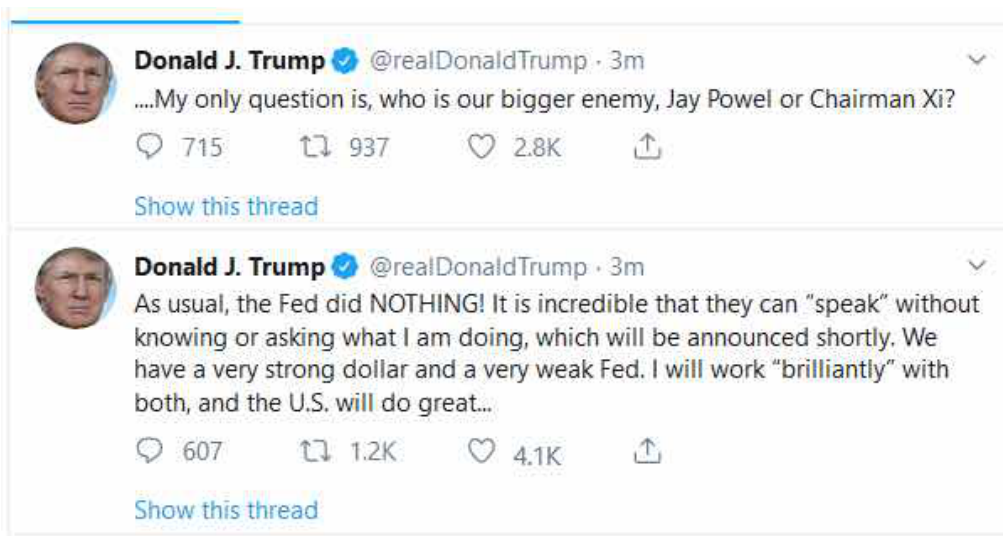 Donald J. Trump @realDonaldTrump · 3m
....My only question is, who is our bigger enemy, Jay Powel or Chairman Xi?
715 937 2.8K
Show this thread
Donald J. Trump @realDonaldTrump · 3m
As usual, the Fed did NOTHING! It is incredible that they can “speak” without
knowing or asking what I am doing, which will be announced shortly. We
have a very strong dollar and a very weak Fed. I will work “brilliantly” with
both, and the U.S. will do great...
607 1.2K 4.1K
Show this thread